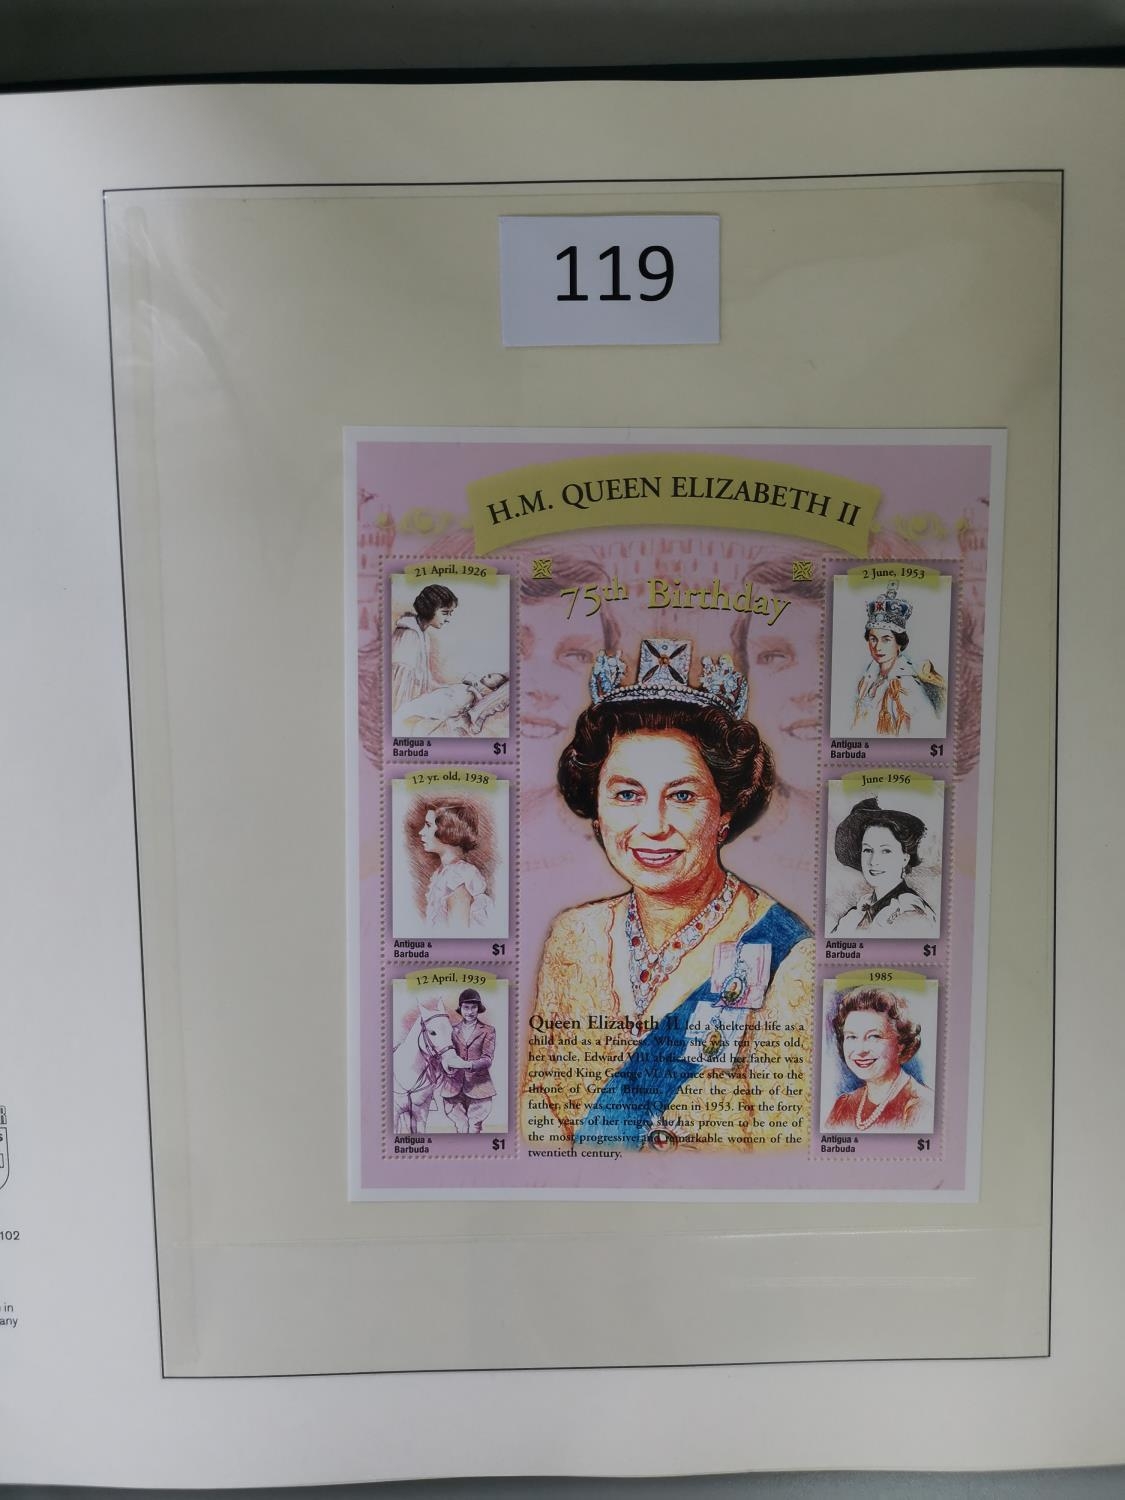 119
H.M. QUEEN ELIZABETH II
75th Birthday
21 April, 1926
Antigua &
Barbuda
$1
12 yr. old, 1938
Antigua &
Barbuda
$1
12 April, 1939
Antigua &
Barbuda
$1
2 June, 1953
Antigua &
Barbuda
$1
June 1956
Antigua &
Barbuda
$1
1985
Antigua &
Barbuda
$1
Queen Elizabeth II led a sheltered life as a
child and as a Princess. When she was ten years old,
her uncle, Edward VIII abdicated and her father was
crowned King George VI. At once she was heir to the
throne of Great Britain. After the death of her
father, she was crowned Queen in 1953. For the forty
eight years of her reign, she has proven to be one of
the most progressive and remarkable women of the
twentieth century.
102
in
any